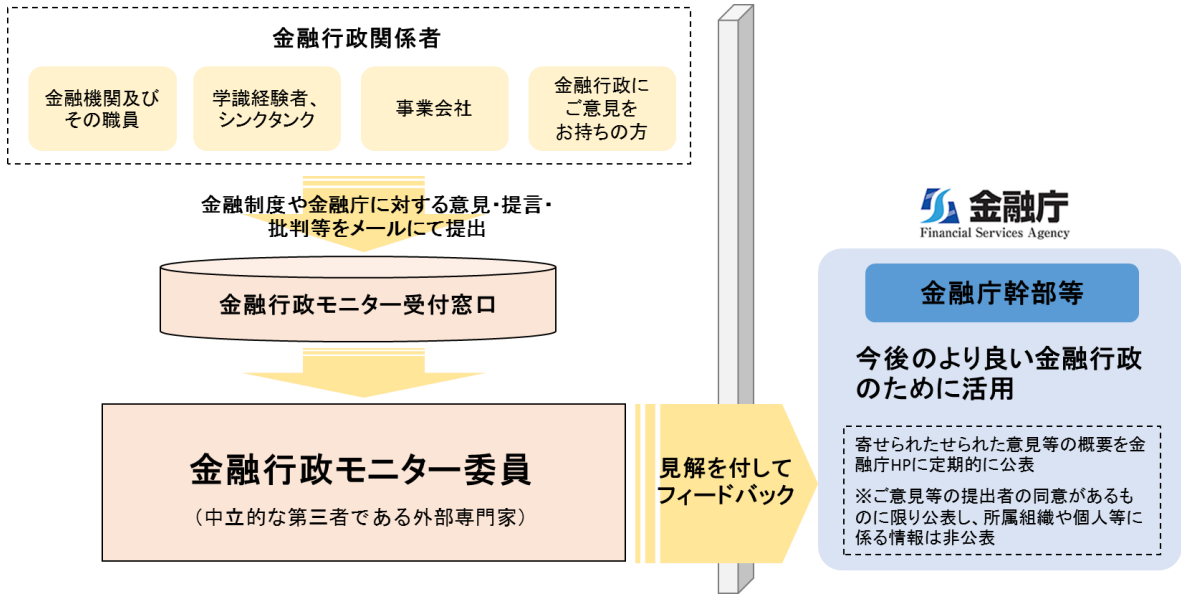 金融行政関係者
金融機関及び
その職員
学識経験者、
シンクタンク
事業会社
金融行政に
ご意見を
お持ちの方
金融制度や金融庁に対する意見・提言・
批判等をメールにて提出
金融行政モニター受付窓口
金融行政モニター委員
（中立的な第三者である外部専門家）
見解を付して
フィードバック
金融庁
Financial Services Agency
金融庁幹部等
今後のより良い金融行政
のために活用
寄せられたせられた意見等の概要を金
融庁HPに定期的に公表
※ご意見等の提出者の同意があるも
のに限り公表し、所属組織や個人等に
係る情報は非公表